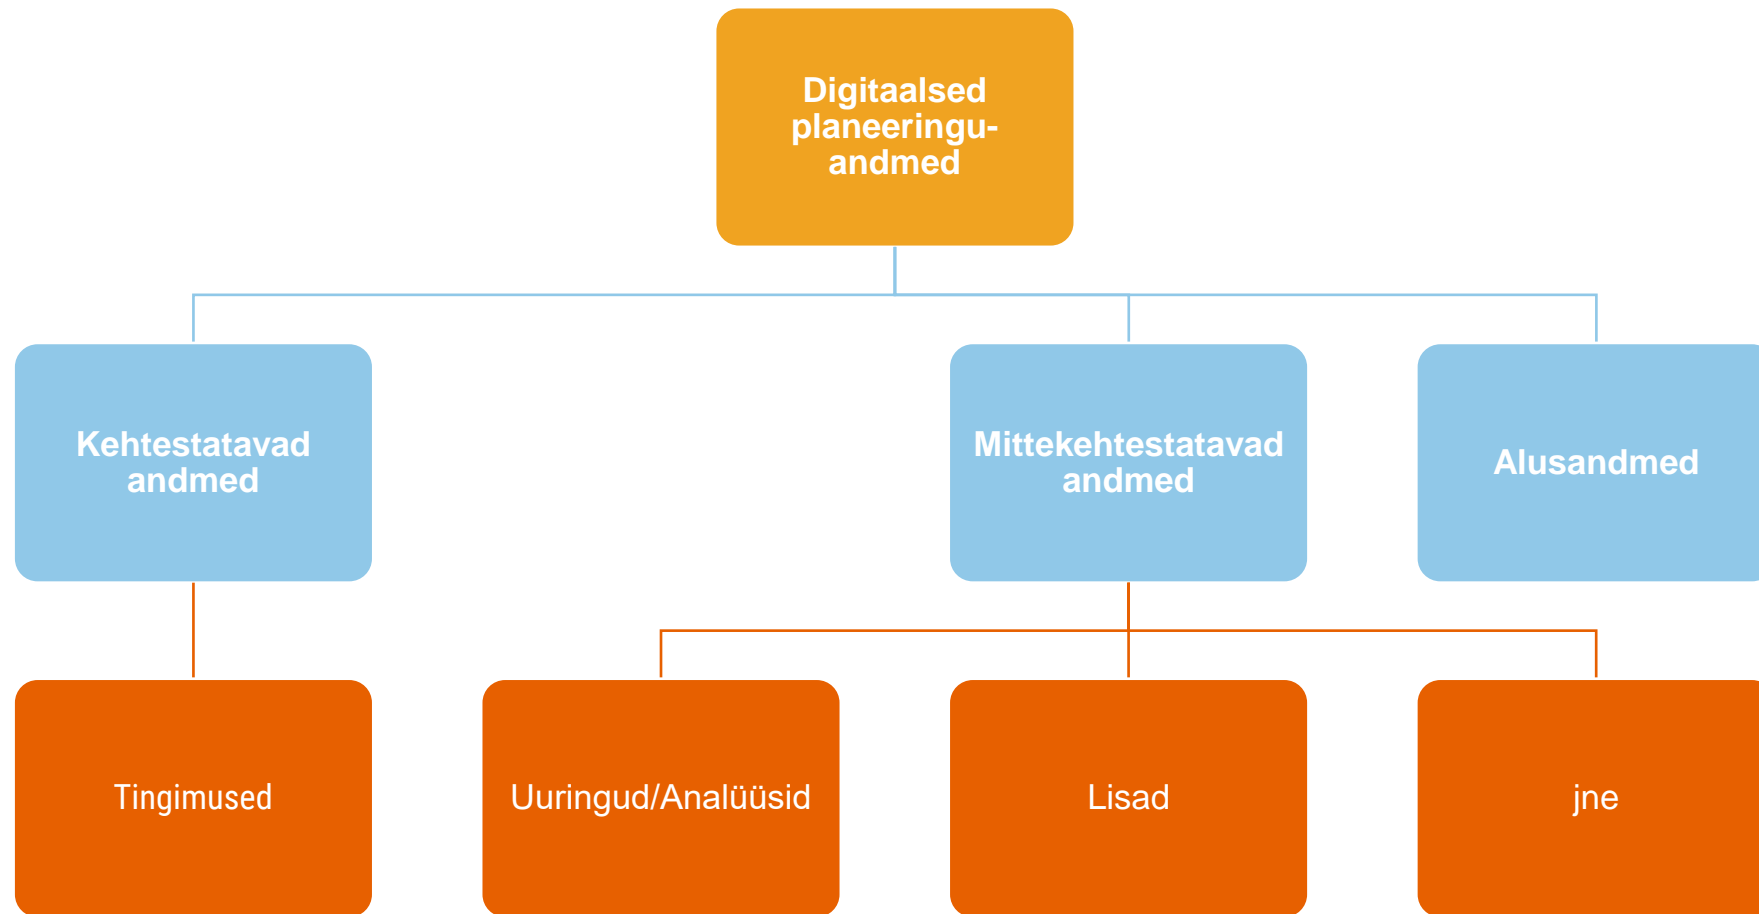 Digitaalsed
planeeringu-
andmed
Kehtestatavad
andmed
Mittekehtestatavad
andmed
Alusandmed
Tingimused
Uuringud/Analüüsid
Lisad
jne